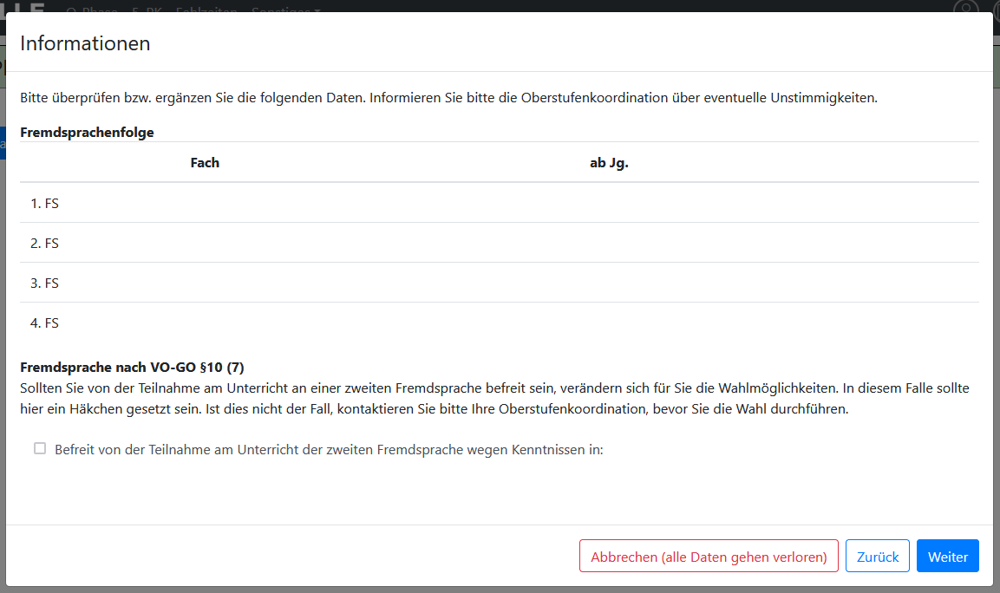 Informationen
Bitte überprüfen bzw. ergänzen Sie die folgenden Daten. Informieren Sie bitte die Oberstufenkoordination über eventuelle Unstimmigkeiten.
Fremdsprachenfolge
Fach ab Jg.
1. FS
2. FS
3. FS
4. FS
Fremdsprache nach VO-GO §10 (7)
Sollten Sie von der Teilnahme am Unterricht an einer zweiten Fremdsprache befreit sein, verändern sich für Sie die Wahlmöglichkeiten. In diesem Falle sollte
hier ein Häkchen gesetzt sein. Ist dies nicht der Fall, kontaktieren Sie bitte Ihre Oberstufenkoordination, bevor Sie die Wahl durchführen.
Befreit von der Teilnahme am Unterricht der zweiten Fremdsprache wegen Kenntnissen in:
Abbrechen (alle Daten gehen verloren) Zurück Weiter